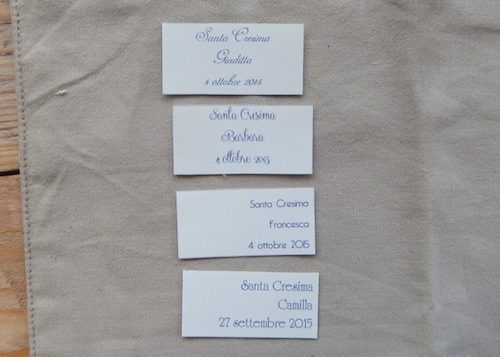 Santa Cresima
Giuditta
4 ottobre 2015
Santa Cresima
Barbara
4 ottobre 2015
Santa Cresima
Francesca
4 ottobre 2015
Santa Cresima
Camilla
27 settembre 2015